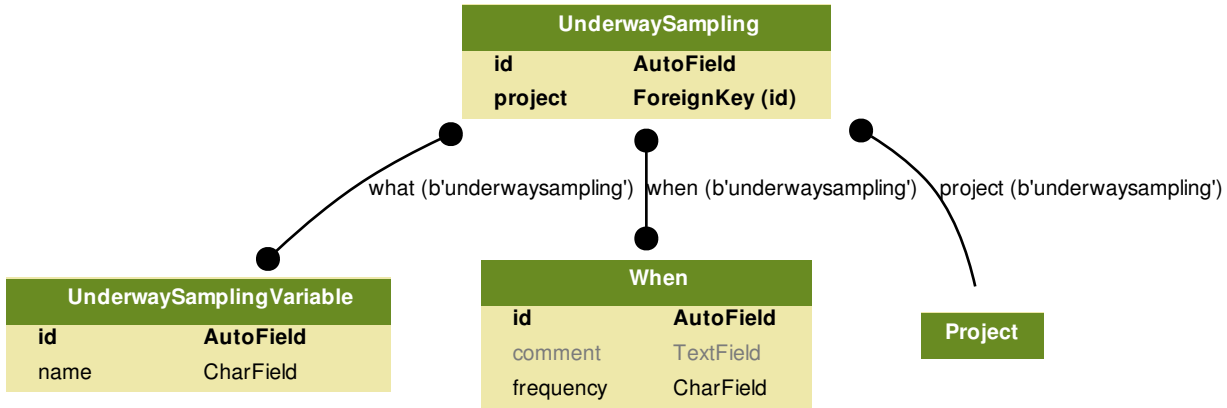 UnderwaySampling
id AutoField
project ForeignKey (id)
what (b'underwaysampling') when (b'underwaysampling') project (b'underwaysampling')
UnderwaySamplingVariable
id AutoField
name CharField
When
id AutoField
comment TextField
frequency CharField
Project